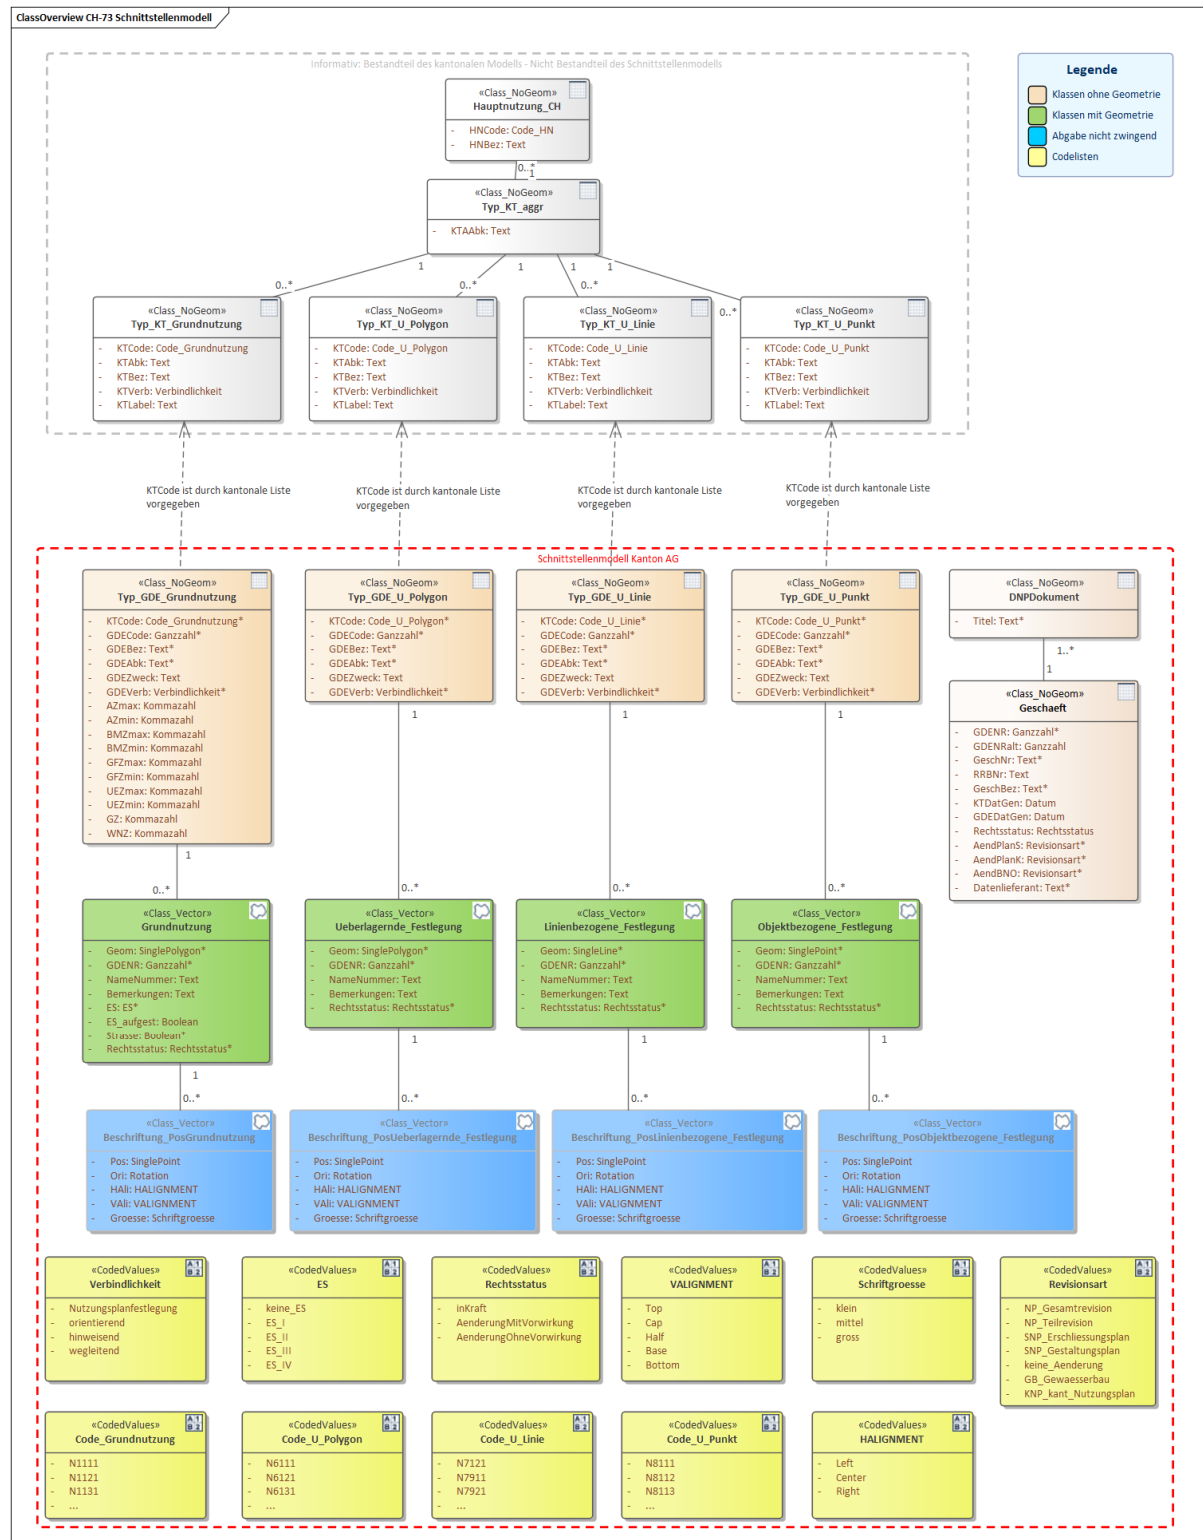 ClassOverview CH-73 Schnittstellenmodell
Informativ: Bestandteil des kantonalen Modells - Nicht Bestandteil des Schnittstellenmodells
Legende
Klassen ohne Geometrie
Klassen mit Geometrie
Abgabe nicht zwingend
Codelisten
«Class_NoGeom»
Hauptnutzung_CH
- HNCode: Code_HN
- HNBez: Text
0..*
1
«Class_NoGeom»
Typ_KT_aggr
- KTAAbk: Text
1
1
1
1
0..*
0..*
0..*
0..*
«Class_NoGeom»
Typ_KT_Grundnutzung
- KTCode: Code_Grundnutzung
- KTAbk: Text
- KTBez: Text
- KTVerb: Verbindlichkeit
- KTLabel: Text
«Class_NoGeom»
Typ_KT_U_Polygon
- KTCode: Code_U_Polygon
- KTAbk: Text
- KTBez: Text
- KTVerb: Verbindlichkeit
- KTLabel: Text
«Class_NoGeom»
Typ_KT_U_Linie
- KTCode: Code_U_Linie
- KTAbk: Text
- KTBez: Text
- KTVerb: Verbindlichkeit
- KTLabel: Text
«Class_NoGeom»
Typ_KT_U_Punkt
- KTCode: Code_U_Punkt
- KTAbk: Text
- KTBez: Text
- KTVerb: Verbindlichkeit
- KTLabel: Text
KTCode ist durch kantonale Liste
vorgegeben
KTCode ist durch kantonale Liste
vorgegeben
KTCode ist durch kantonale Liste
vorgegeben
KTCode ist durch kantonale Liste
vorgegeben
Schnittstellenmodell Kanton AG
«Class_NoGeom»
Typ_GDE_Grundnutzung
- KTCode: Code_Grundnutzung*
- GDECode: Ganzzahl*
- GDEBez: Text*
- GDEAbk: Text*
- GDEZweck: Text
- GDEVerb: Verbindlichkeit*
- AZmax: Kommazahl
- AZmin: Kommazahl
- BMZmax: Kommazahl
- BMZmin: Kommazahl
- GFZmax: Kommazahl
- GFZmin: Kommazahl
- UEZmax: Kommazahl
- UEZmin: Kommazahl
- GZ: Kommazahl
- WNZ: Kommazahl
«Class_NoGeom»
Typ_GDE_U_Polygon
- KTCode: Code_U_Polygon*
- GDECode: Ganzzahl*
- GDEBez: Text*
- GDEAbk: Text*
- GDEZweck: Text
- GDEVerb: Verbindlichkeit*
«Class_NoGeom»
Typ_GDE_U_Linie
- KTCode: Code_U_Linie*
- GDECode: Ganzzahl*
- GDEBez: Text*
- GDEAbk: Text*
- GDEZweck: Text
- GDEVerb: Verbindlichkeit*
«Class_NoGeom»
Typ_GDE_U_Punkt
- KTCode: Code_U_Punkt*
- GDECode: Ganzzahl*
- GDEBez: Text*
- GDEAbk: Text*
- GDEZweck: Text
- GDEVerb: Verbindlichkeit*
«Class_NoGeom»
DNPDokument
- Titel: Text*
1..*
1
«Class_NoGeom»
Geschaeft
- GDENR: Ganzzahl*
- GDENRalt: Ganzzahl
- GeschNr: Text*
- RRBNr: Text
- GeschBez: Text*
- KTDatGen: Datum
- GDEDatGen: Datum
- Rechtsstatus: Rechtsstatus
- AendPlanS: Revisionsart*
- AendPlanK: Revisionsart*
- AendBNO: Revisionsart*
- Datenlieferant: Text*
1
1
1
1
0..*
0..*
0..*
0..*
«Class_Vector»
Grundnutzung
- Geom: SinglePolygon*
- GDENR: Ganzzahl*
- NameNummer: Text
- Bemerkungen: Text
- ES: ES*
- ES_aufgest: Boolean
- Strasse: Boolean*
- Rechtsstatus: Rechtsstatus*
«Class_Vector»
Ueberlagernde_Festlegung
- Geom: SinglePolygon*
- GDENR: Ganzzahl*
- NameNummer: Text
- Bemerkungen: Text
- Rechtsstatus: Rechtsstatus*
«Class_Vector»
Linienbezogene_Festlegung
- Geom: SingleLine*
- GDENR: Ganzzahl*
- NameNummer: Text
- Bemerkungen: Text
- Rechtsstatus: Rechtsstatus*
«Class_Vector»
Objektbezogene_Festlegung
- Geom: SinglePoint*
- GDENR: Ganzzahl*
- NameNummer: Text
- Bemerkungen: Text
- Rechtsstatus: Rechtsstatus*
1
1
1
1
0..*
0..*
0..*
0..*
«Class_Vector»
Beschriftung_PosGrundnutzung
- Pos: SinglePoint
- Ori: Rotation
- HAli: HALIGNMENT
- VAli: VALIGNMENT
- Groesse: Schriftgroesse
«Class_Vector»
Beschriftung_PosUeberlagernde_Festlegung
- Pos: SinglePoint
- Ori: Rotation
- HAli: HALIGNMENT
- VAli: VALIGNMENT
- Groesse: Schriftgroesse
«Class_Vector»
Beschriftung_PosLinienbezogene_Festlegung
- Pos: SinglePoint
- Ori: Rotation
- HAli: HALIGNMENT
- VAli: VALIGNMENT
- Groesse: Schriftgroesse
«Class_Vector»
Beschriftung_PosObjektbezogene_Festlegung
- Pos: SinglePoint
- Ori: Rotation
- HAli: HALIGNMENT
- VAli: VALIGNMENT
- Groesse: Schriftgroesse
«CodedValues»
Verbindlichkeit
- Nutzungsplanfestlegung
- orientierend
- hinweisend
- wegleitend
«CodedValues»
ES
- keine_ES
- ES_I
- ES_II
- ES_III
- ES_IV
«CodedValues»
Rechtsstatus
- inKraft
- AenderungMitVorwirkung
- AenderungOhneVorwirkung
«CodedValues»
VALIGNMENT
- Top
- Cap
- Half
- Base
- Bottom
«CodedValues»
Schriftgroesse
- klein
- mittel
- gross
«CodedValues»
Revisionsart
- NP_Gesamtrevision
- NP_Teilrevision
- SNP_Erschliessungsplan
- SNP_Gestaltungsplan
- keine_Aenderung
- GB_Gewaesserbau
- KNP_kant_Nutzungsplan
«CodedValues»
Code_Grundnutzung
- N1111
- N1121
- N1131
- ...
«CodedValues»
Code_U_Polygon
- N6111
- N6121
- N6131
- ...
«CodedValues»
Code_U_Linie
- N7121
- N7911
- N7921
- ...
«CodedValues»
Code_U_Punkt
- N8111
- N8112
- N8113
- ...
«CodedValues»
HALIGNMENT
- Left
- Center
- Right